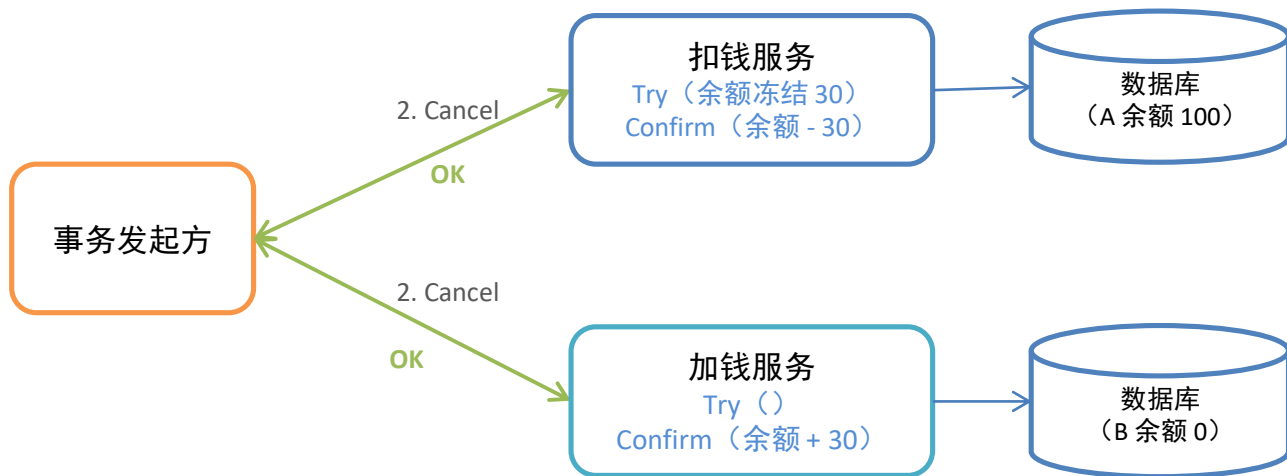 扣钱服务
Try（余额冻结 30）
Confirm（余额 - 30）
数据库
（A 余额 100）
2. Cancel
OK
事务发起方
2. Cancel
OK
加钱服务
Try（）
Confirm（余额 + 30）
数据库
（B 余额 0）